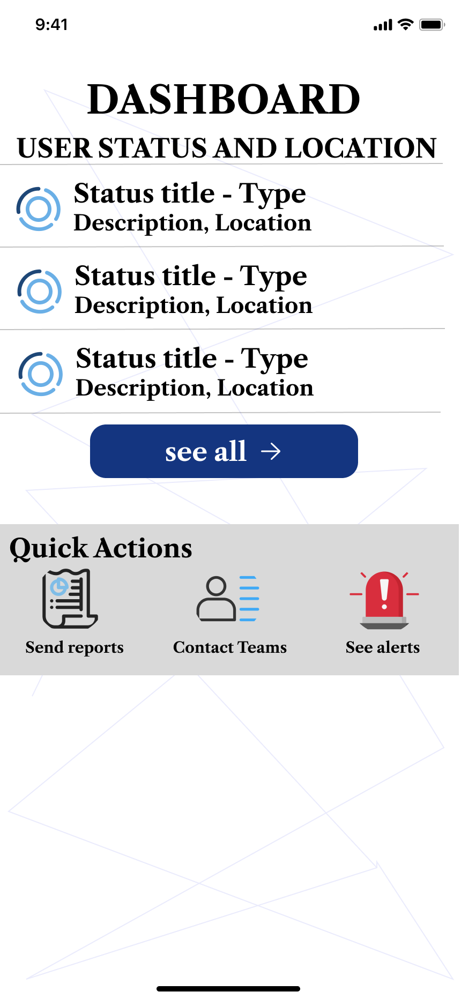 9:41
DASHBOARD
USER STATUS AND LOCATION
Status title - Type
Description, Location
Status title - Type
Description, Location
Status title - Type
Description, Location
see all →
Quick Actions
Send reports
Contact Teams
See alerts